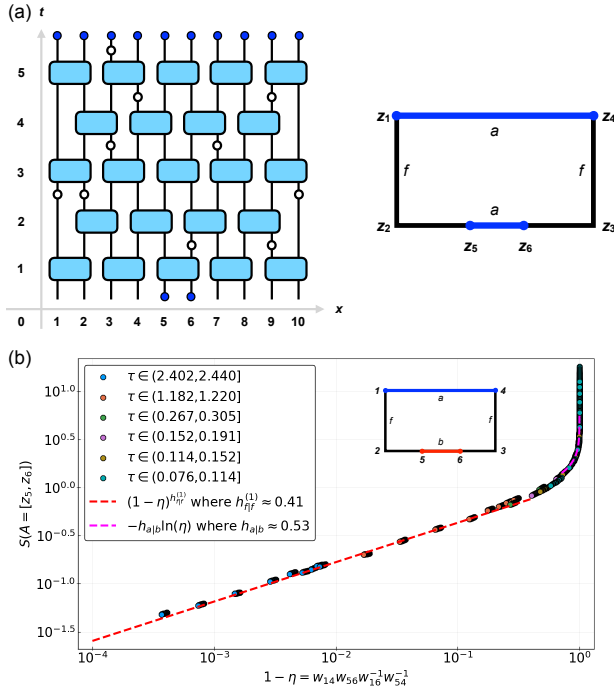 (a)
t
5
4
3
2
1
0 1 2 3 4 5 6 7 8 9 10 x
z1 z4
a
f f
a
z2 z3
z5 z6
(b)
S(A = [z5, z6])
10^1.0
10^0.5
10^0.0
10^−0.5
10^−1.0
10^−1.5
τ ∈ (2.402,2.440]
τ ∈ (1.182,1.220]
τ ∈ (0.267,0.305]
τ ∈ (0.152,0.191]
τ ∈ (0.114,0.152]
τ ∈ (0.076,0.114]
(1 − η)^{h_{f|f}^{(1)}} where h_{f|f}^{(1)} ≈ 0.41
−h_{a|b} ln(η) where h_{a|b} ≈ 0.53
1 4
a
f f
b
2 3
5 6
10^−4 10^−3 10^−2 10^−1 10^0
1 − η = w14 w56 w16^−1 w54^−1